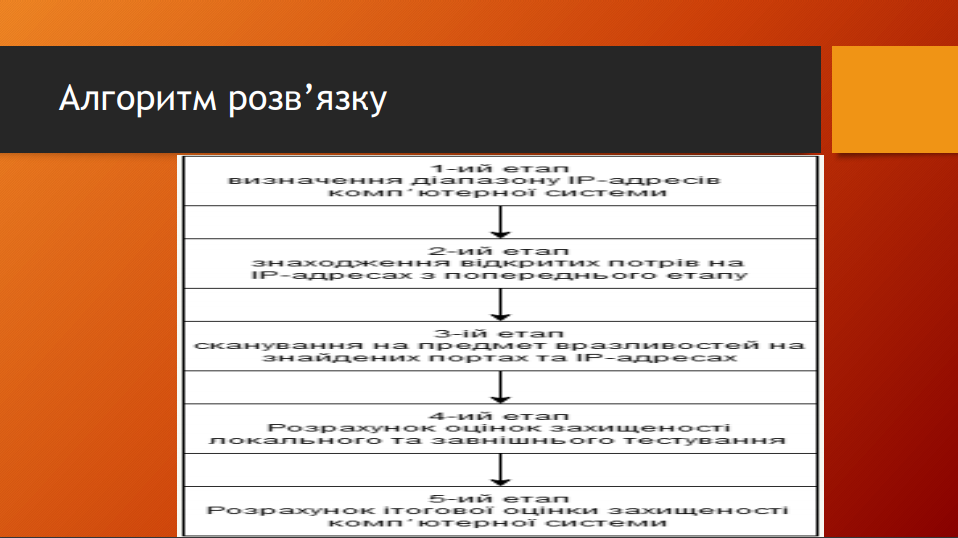 Алгоритм розв’язку
1-ий етап
визначення діапазону IP-адресів
комп´ютерної системи
2-ий етап
знаходження відкритих потрів на
IP-адресах з попереднього етапу
3-ій етап
сканування на предмет вразливостей на
знайдених портах та IP-адресах
4-ий етап
Розрахунок оцінок захищеності
локального та завнішнього тестування
5-ий етап
Розрахунок ітогової оцінки захищеності
комп´ютерної системи